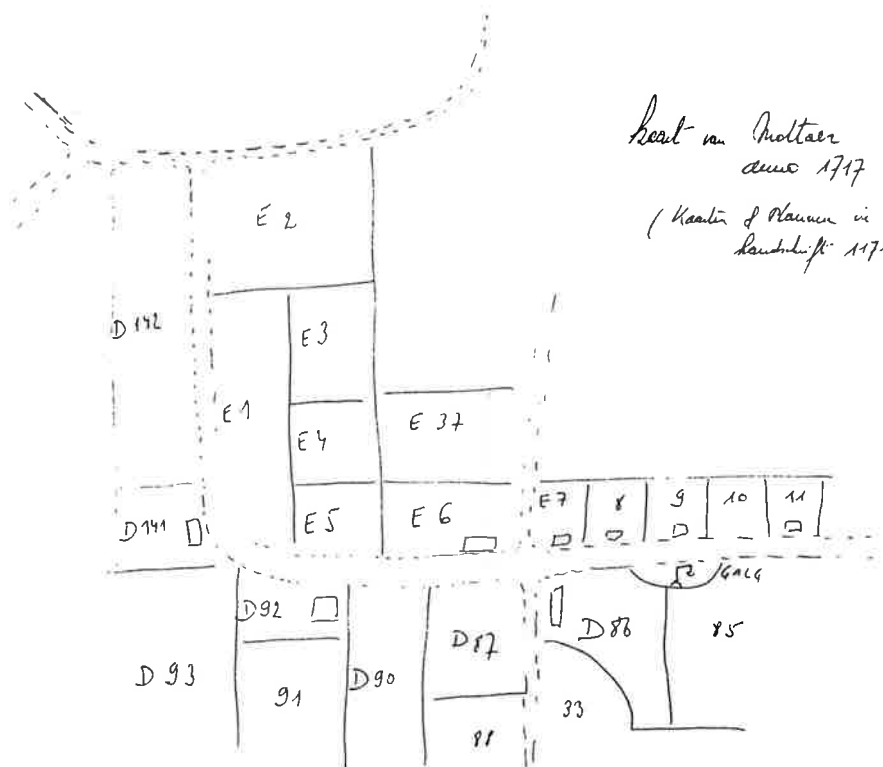 Kaart van Moltaer
anno 1717
(Kaarten & Plannen in
handschrift 117
E 2
D 142
E 3
E 1
E 4
E 37
D 141
E 5
E 6
E 7
8
9
10
11
GALG
D 92
D 93
91
D 90
D 87
88
D 86
85
33